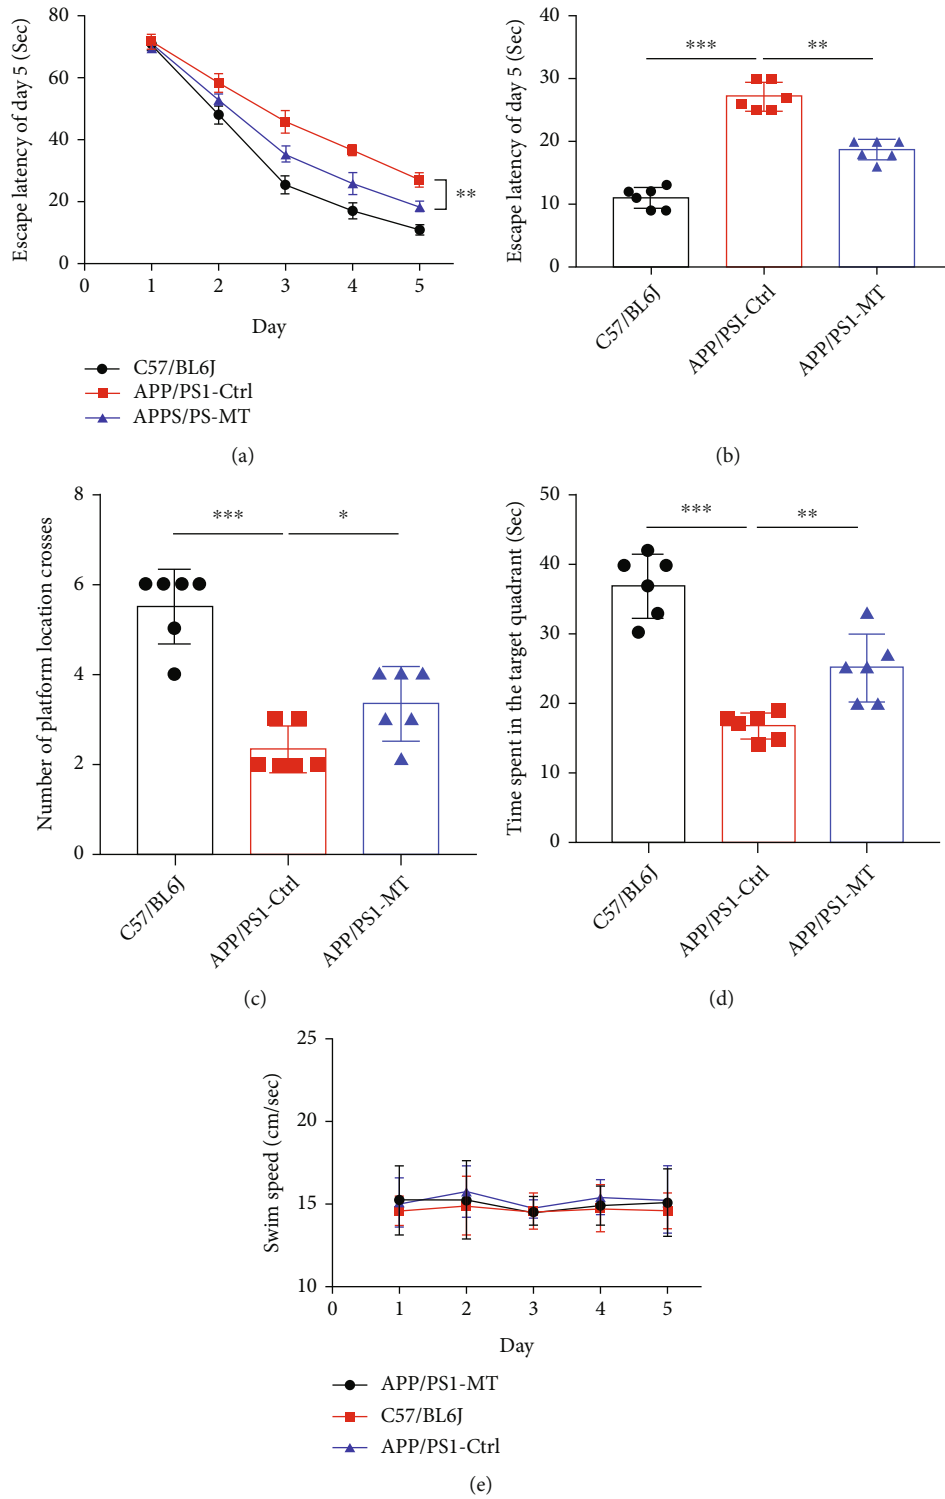 Escape latency of day 5 (Sec)
80
60
40
20
0
**
0 1 2 3 4 5
Day
C57/BL6J
APP/PS1-Ctrl
APPS/PS-MT
(a)
Escape latency of day 5 (Sec)
40
30
20
10
0
*** **
C57/BL6J
APP/PSI-Ctrl
APP/PS1-MT
(b)
Number of platform location crosses
8
6
4
2
0
*** *
C57/BL6J
APP/PS1-Ctrl
APP/PS1-MT
(c)
Time spent in the target quadrant (Sec)
50
40
30
20
10
0
*** **
C57/BL6J
APP/PS1-Ctrl
APP/PS1-MT
(d)
Swim speed (cm/sec)
25
20
15
10
0 1 2 3 4 5
Day
APP/PS1-MT
C57/BL6J
APP/PS1-Ctrl
(e)